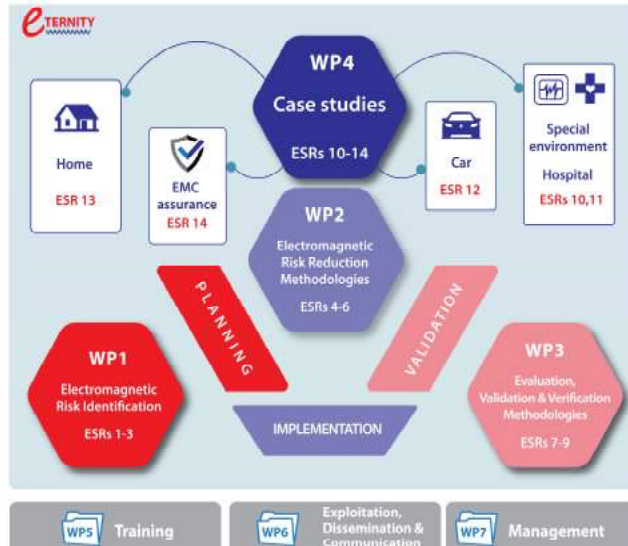 eTERNITY
WP4
Case studies
ESRs 10-14
Home
ESR 13
EMC
assurance
ESR 14
Car
ESR 12
Special
environment
Hospital
ESRs 10,11
WP2
Electromagnetic
Risk Reduction
Methodologies
ESRs 4-6
PLANNING
VALIDATION
WP1
Electromagnetic
Risk Identification
ESRs 1-3
WP3
Evaluation,
Validation & Verification
Methodologies
ESRs 7-9
IMPLEMENTATION
WP5 Training
WP6 Exploitation,
Dissemination &
Communication
WP7 Management